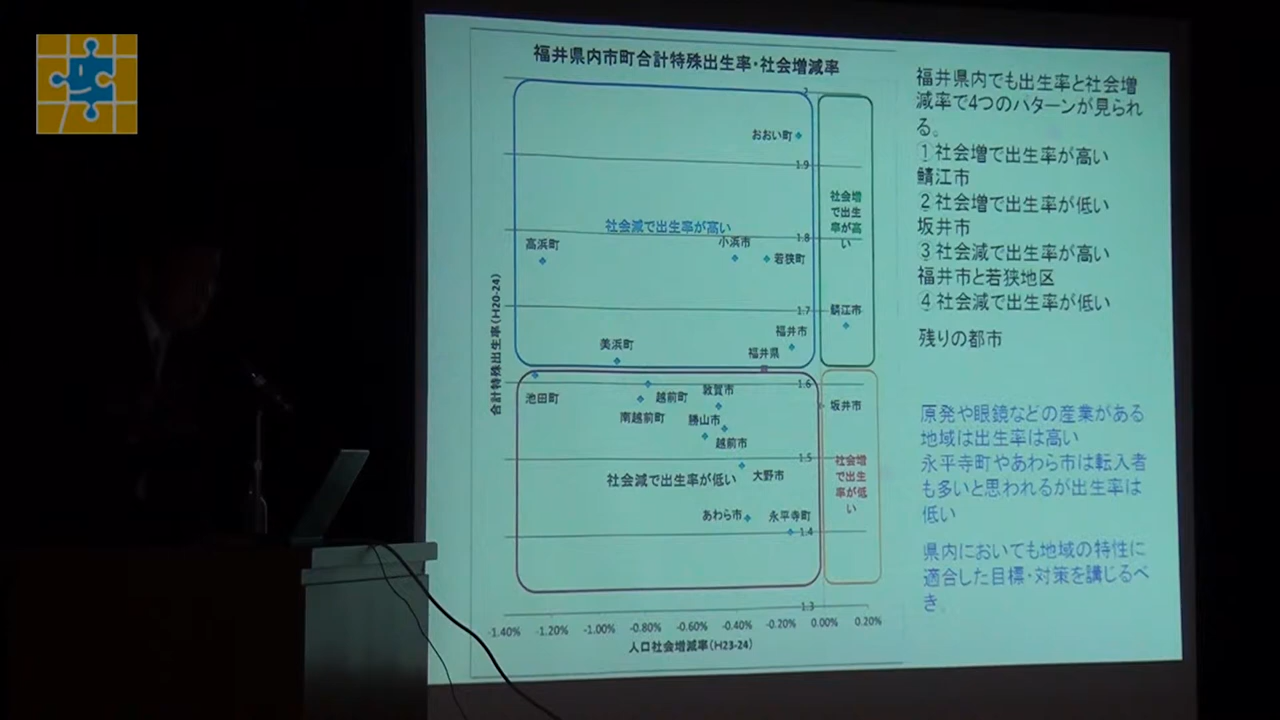 福井県内市町合計特殊出生率・社会増減率
2
おおい町
1.9
社会増
で出生
率が高
い
社会減で出生率が高い
1.8
高浜町
小浜市
若狭町
1.7
鯖江市
福井市
美浜町
福井県
1.6
池田町
越前町
敦賀市
南越前町
勝山市
坂井市
越前市
1.5
社会増
で出生
率が低
い
社会減で出生率が低い
大野市
あわら市
永平寺町
1.4
1.3
-1.40%
-1.20%
-1.00%
-0.80%
-0.60%
-0.40%
-0.20%
0.00%
0.20%
人口社会増減率(H23-24)
合計特殊出生率(H20-24)
福井県内でも出生率と社会増
減率で4つのパターンが見られ
る。
①社会増で出生率が高い
鯖江市
②社会増で出生率が低い
坂井市
③社会減で出生率が高い
福井市と若狭地区
④社会減で出生率が低い
残りの都市
原発や眼鏡などの産業がある
地域は出生率は高い
永平寺町やあわら市は転入者
も多いと思われるが出生率は
低い
県内においても地域の特性に
適合した目標・対策を講じるべ
き